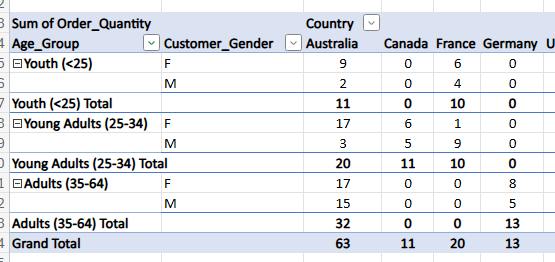 Sum of Order_Quantity Country
Age_Group Customer_Gender Australia Canada France Germany U
Youth (<25) F 9 0 6 0
M 2 0 4 0
Youth (<25) Total 11 0 10 0
Young Adults (25-34) F 17 6 1 0
M 3 5 9 0
Young Adults (25-34) Total 20 11 10 0
Adults (35-64) F 17 0 0 8
M 15 0 0 5
Adults (35-64) Total 32 0 0 13
Grand Total 63 11 20 13